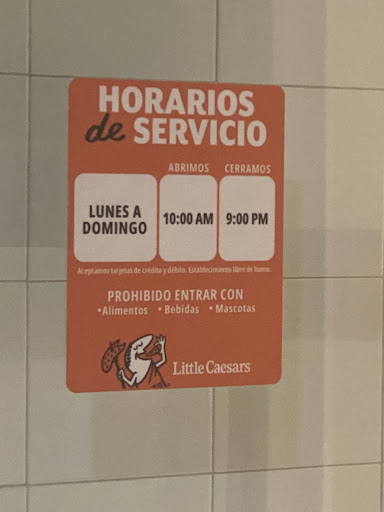 HORARIOS
de SERVICIO
ABRIMOS CERRAMOS
LUNES A
DOMINGO
10:00 AM 9:00 PM
Aceptamos tarjetas de crédito y débito. Establecimiento libre de humo.
PROHIBIDO ENTRAR CON
•Alimentos •Bebidas •Mascotas
Little Caesars